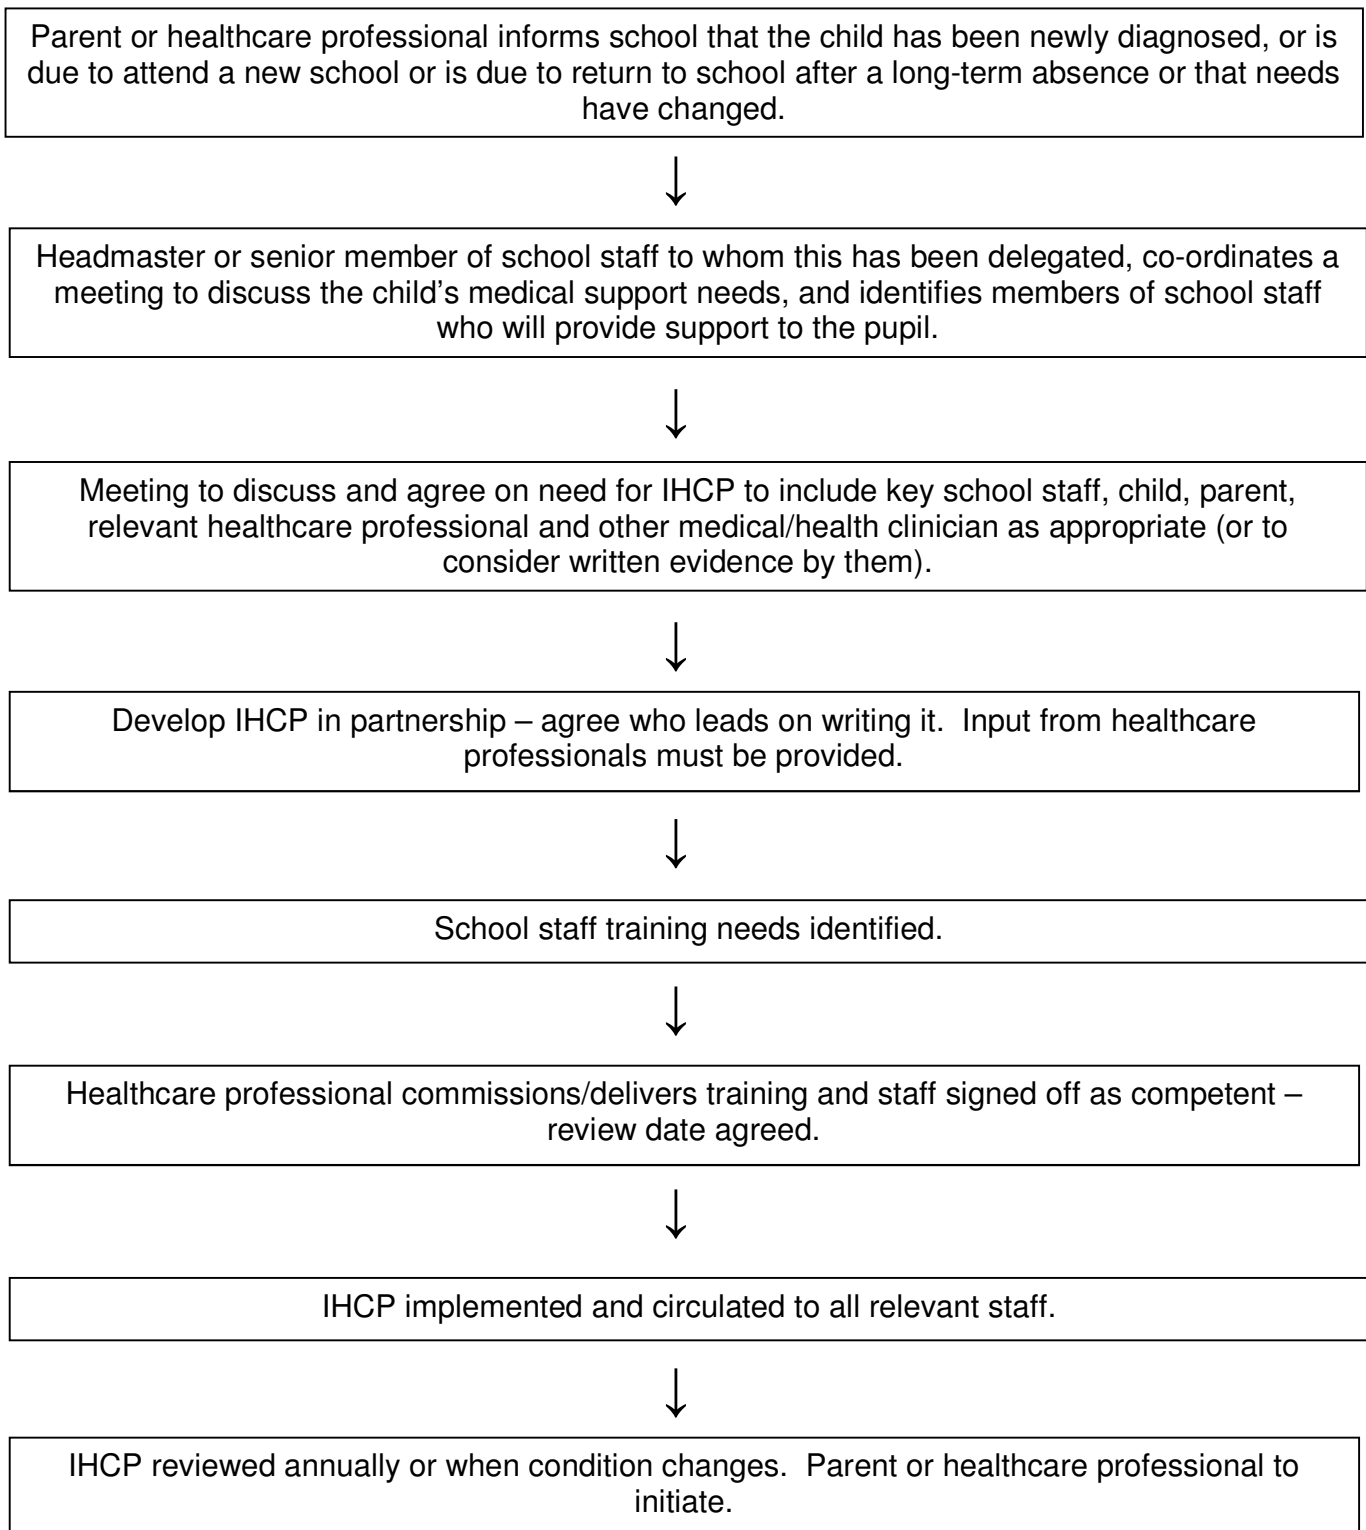 Parent or healthcare professional informs school that the child has been newly diagnosed, or is
due to attend a new school or is due to return to school after a long-term absence or that needs
have changed.
↓
Headmaster or senior member of school staff to whom this has been delegated, co-ordinates a
meeting to discuss the child's medical support needs, and identifies members of school staff
who will provide support to the pupil.
↓
Meeting to discuss and agree on need for IHCP to include key school staff, child, parent,
relevant healthcare professional and other medical/health clinician as appropriate (or to
consider written evidence by them).
↓
Develop IHCP in partnership – agree who leads on writing it.  Input from healthcare
professionals must be provided.
↓
School staff training needs identified.
↓
Healthcare professional commissions/delivers training and staff signed off as competent –
review date agreed.
↓
IHCP implemented and circulated to all relevant staff.
↓
IHCP reviewed annually or when condition changes.  Parent or healthcare professional to
initiate.